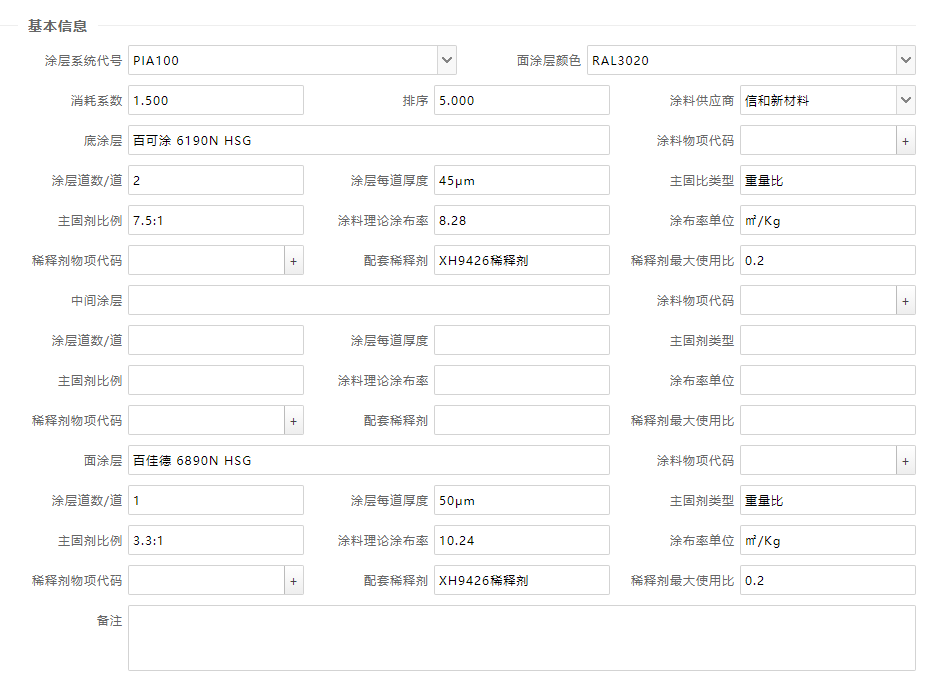 基本信息
涂层系统代号 PIA100 面涂层颜色 RAL3020
消耗系数 1.500 排序 5.000 涂料供应商 信和新材料
底涂层 百可涂 6190N HSG 涂料物项代码 +
涂层道数/道 2 涂层每道厚度 45μm 主固比类型 重量比
主固剂比例 7.5:1 涂料理论涂布率 8.28 涂布率单位 ㎡/Kg
稀释剂物项代码 + 配套稀释剂 XH9426稀释剂 稀释剂最大使用比 0.2
中间涂层 涂料物项代码 +
涂层道数/道 涂层每道厚度 主固剂类型
主固剂比例 涂料理论涂布率 涂布率单位
稀释剂物项代码 + 配套稀释剂 稀释剂最大使用比
面涂层 百佳德 6890N HSG 涂料物项代码 +
涂层道数/道 1 涂层每道厚度 50μm 主固剂类型 重量比
主固剂比例 3.3:1 涂料理论涂布率 10.24 涂布率单位 ㎡/Kg
稀释剂物项代码 + 配套稀释剂 XH9426稀释剂 稀释剂最大使用比 0.2
备注